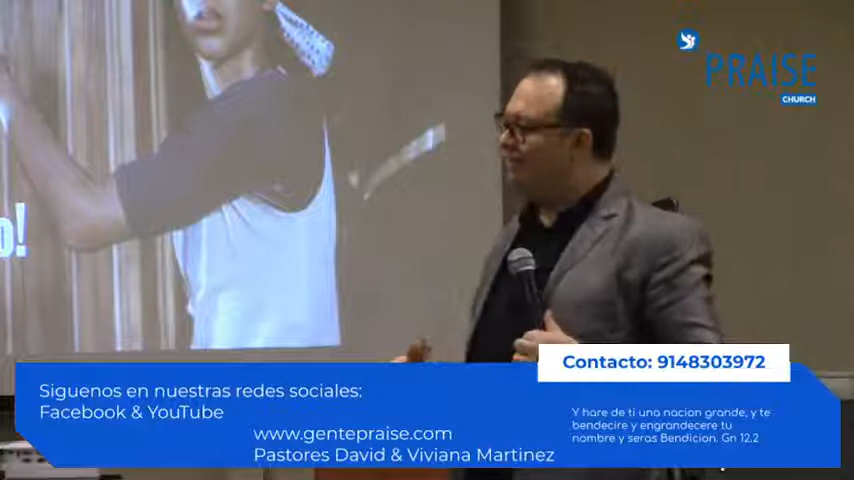 PRAISE
CHURCH
o!
Contacto: 9148303972
Siguenos en nuestras redes sociales:
Facebook & YouTube
www.gentepraise.com
Pastores David & Viviana Martinez
Y hare de ti una nacion grande, y te
bendecire y engrandecere tu
nombre y seras Bendicion. Gn 12.2